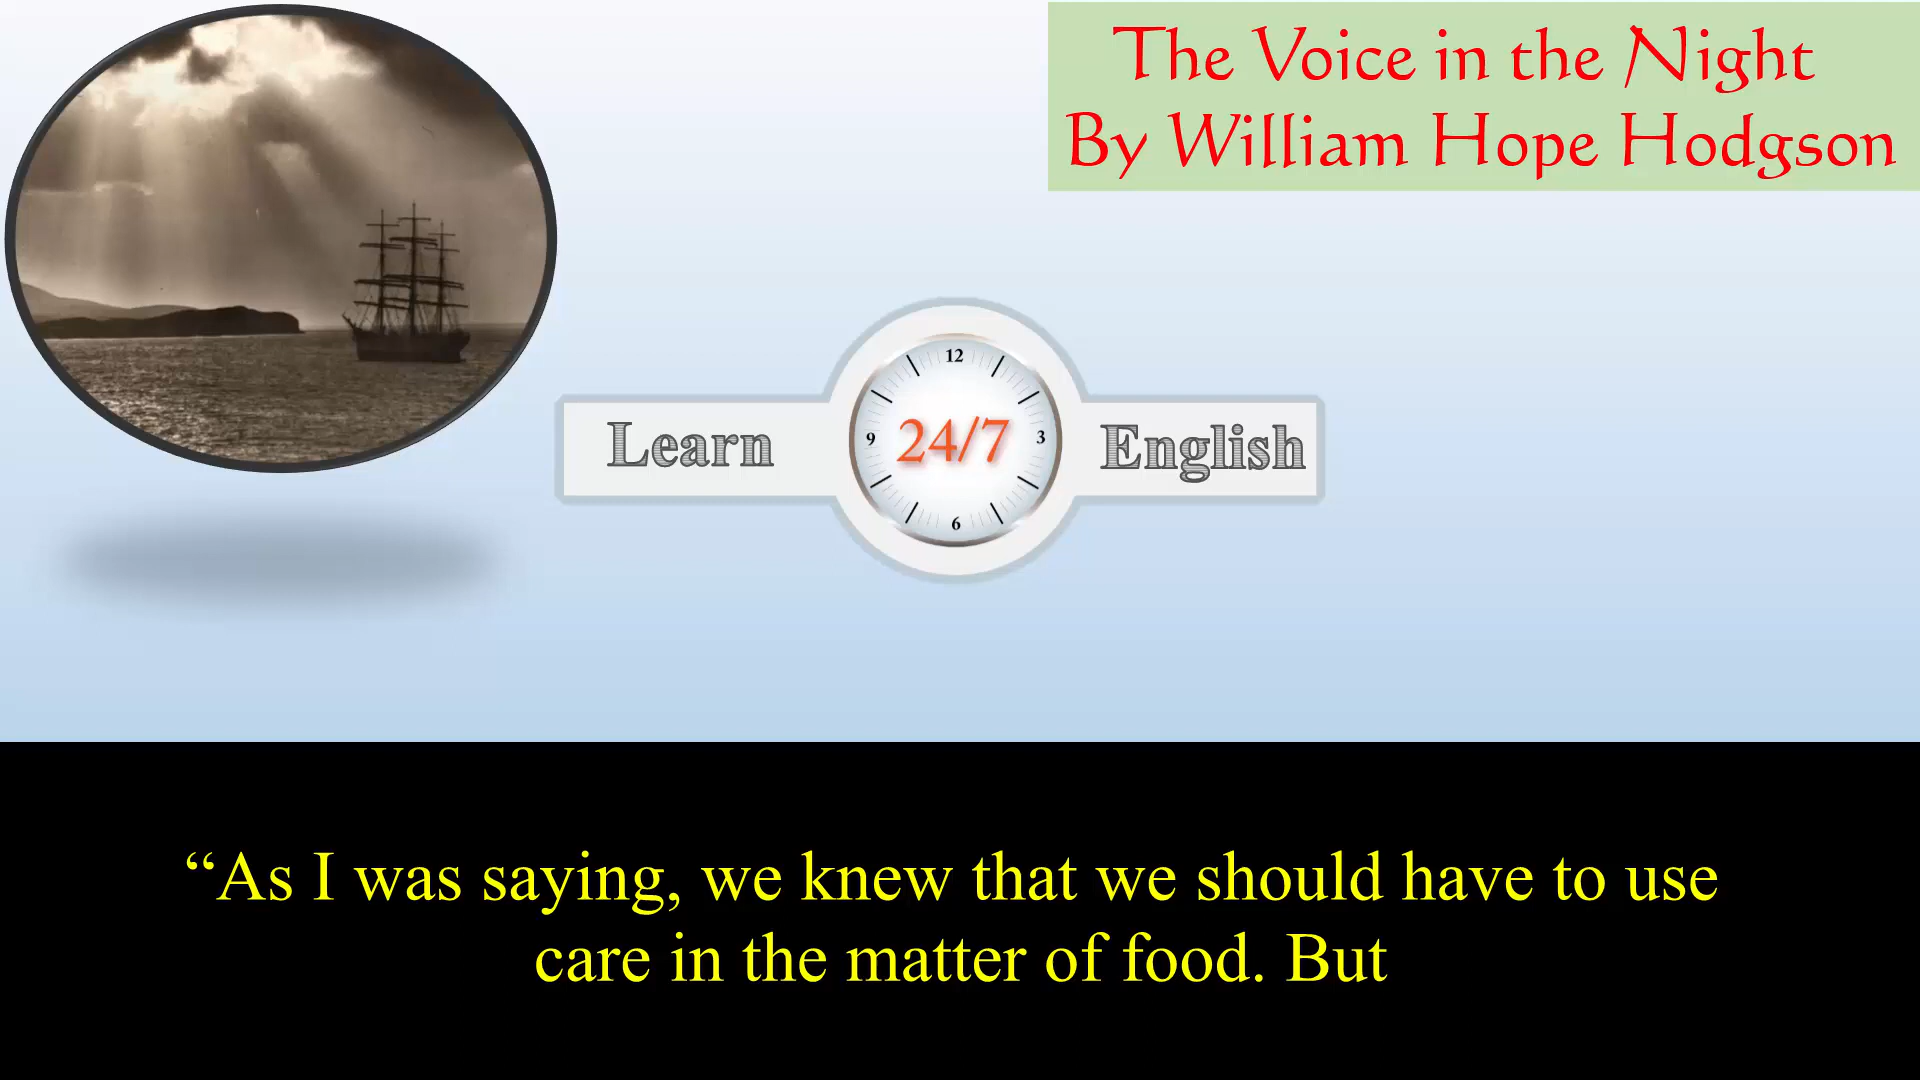 The Voice in the Night
By William Hope Hodgson
12
Learn
9
24/7
3
English
6
“As I was saying, we knew that we should have to use
care in the matter of food. But